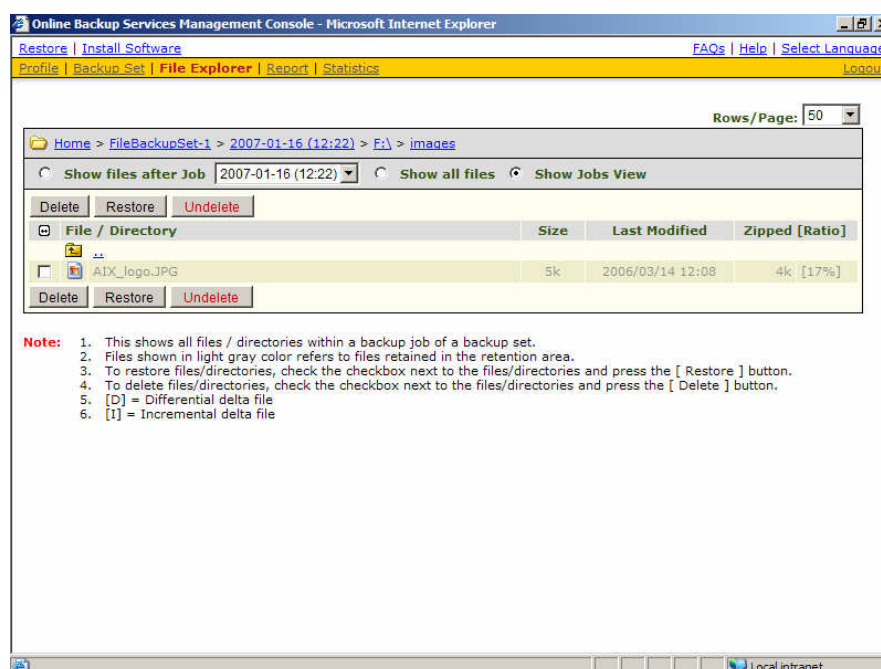 Online Backup Services Management Console - Microsoft Internet Explorer
Restore | Install Software FAQs | Help | Select Language
Profile | Backup Set | File Explorer | Report | Statistics Logou
Rows/Page: 50
Home > FileBackupSet-1 > 2007-01-16 (12:22) > F:\ > images
Show files after Job 2007-01-16 (12:22) Show all files Show Jobs View
Delete Restore Undelete
File / Directory Size Last Modified Zipped [Ratio]
..
AIX_logo.JPG 5k 2006/03/14 12:08 4k [17%]
Delete Restore Undelete
Note: 1. This shows all files / directories within a backup job of a backup set.
2. Files shown in light gray color refers to files retained in the retention area.
3. To restore files/directories, check the checkbox next to the files/directories and press the [ Restore ] button.
4. To delete files/directories, check the checkbox next to the files/directories and press the [ Delete ] button.
5. [D] = Differential delta file
6. [I] = Incremental delta file
Local intranet